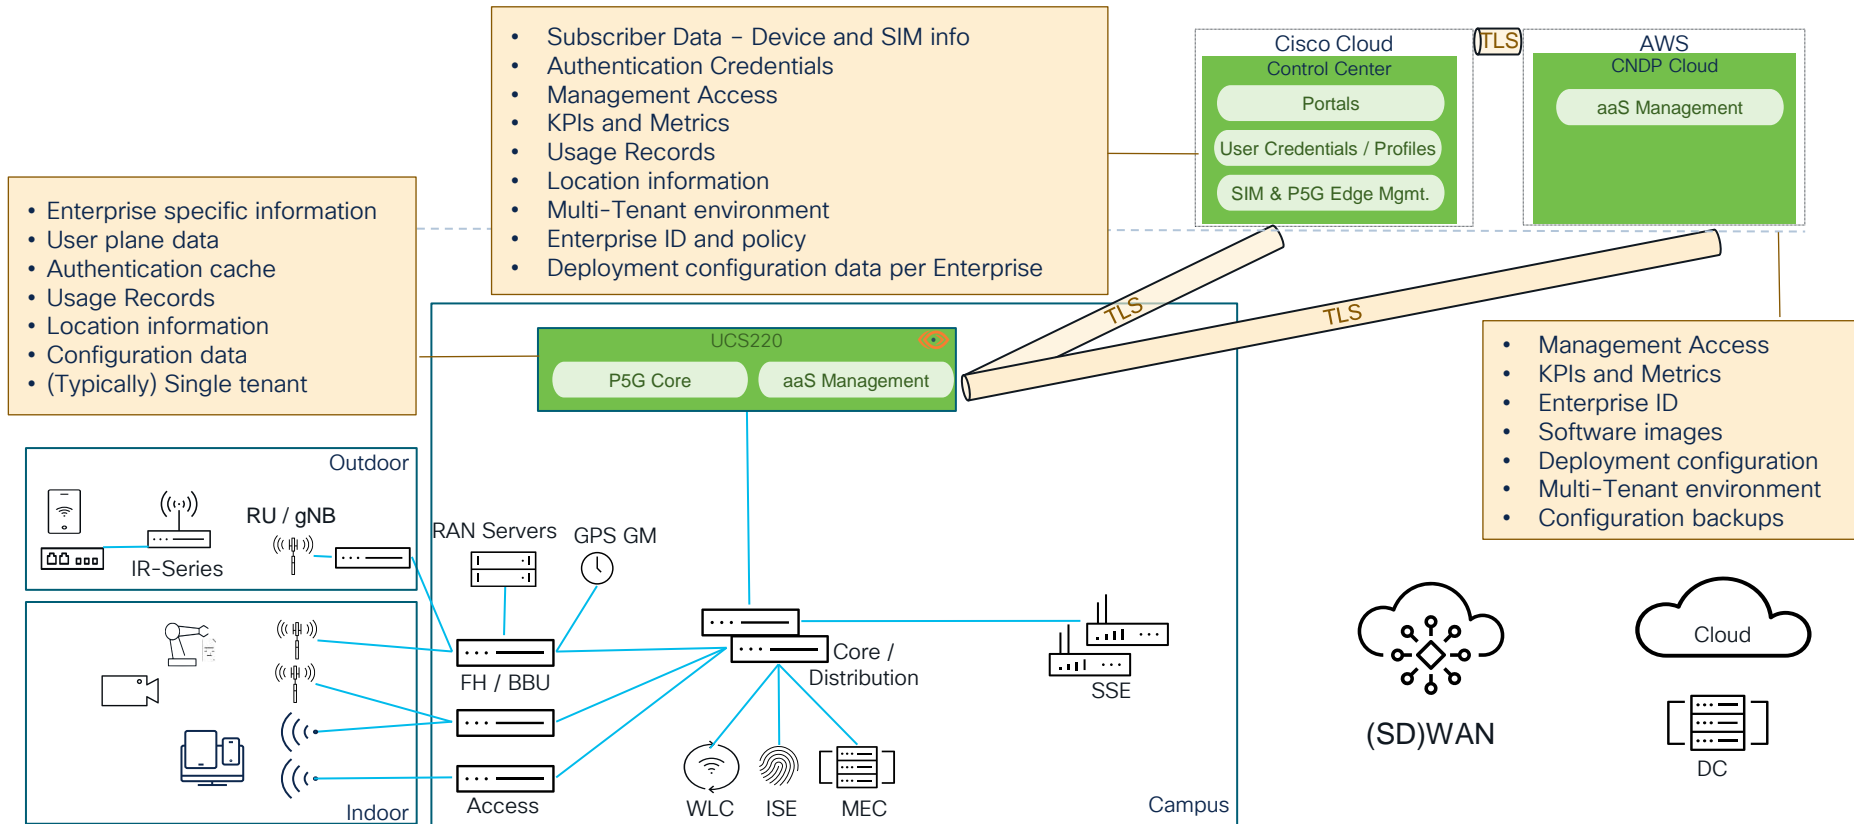 • Subscriber Data – Device and SIM info
• Authentication Credentials
• Management Access
• KPIs and Metrics
• Usage Records
• Location information
• Multi-Tenant environment
• Enterprise ID and policy
• Deployment configuration data per Enterprise
Cisco Cloud
Control Center
Portals
User Credentials / Profiles
SIM & P5G Edge Mgmt.
TLS
AWS
CNDP Cloud
aaS Management
• Enterprise specific information
• User plane data
• Authentication cache
• Usage Records
• Location information
• Configuration data
• (Typically) Single tenant
TLS
TLS
UCS220
P5G Core
aaS Management
• Management Access
• KPIs and Metrics
• Enterprise ID
• Software images
• Deployment configuration
• Multi-Tenant environment
• Configuration backups
Outdoor
RU / gNB
IR-Series
RAN Servers
GPS GM
FH / BBU
Core /
Distribution
SSE
Access
WLC
ISE
MEC
Campus
Indoor
(SD)WAN
Cloud
DC